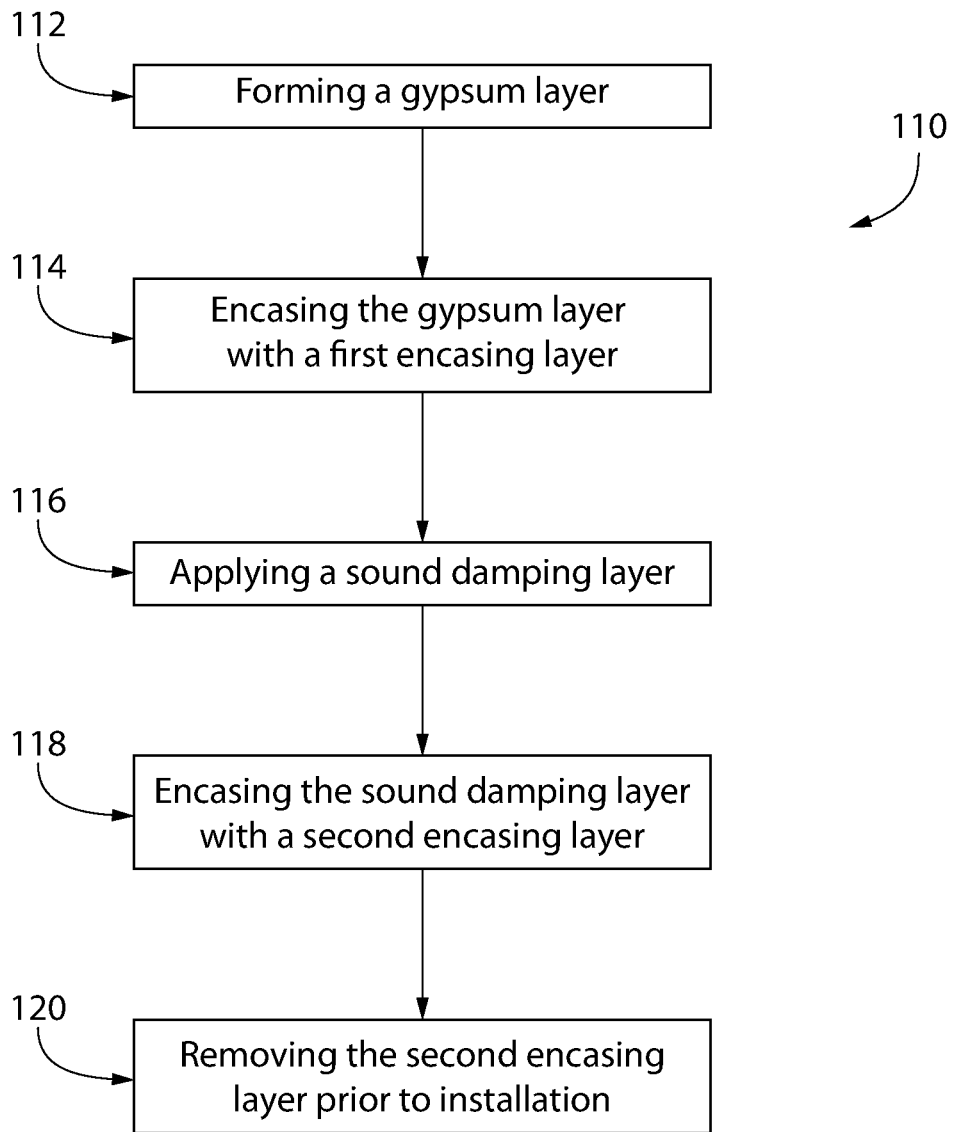 112
Forming a gypsum layer
110
114
Encasing the gypsum layer
with a first encasing layer
116
Applying a sound damping layer
118
Encasing the sound damping layer
with a second encasing layer
120
Removing the second encasing
layer prior to installation